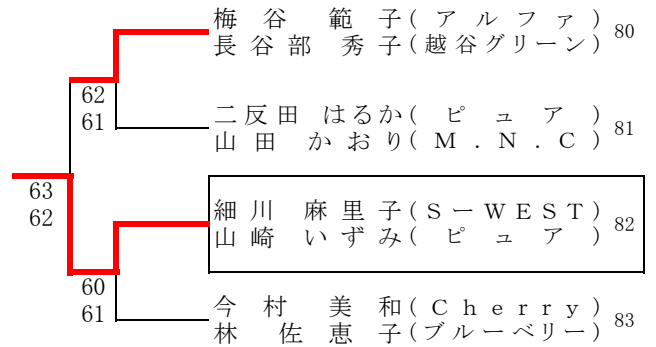 梅谷 範子(アルファ) 80
長谷部 秀子(越谷グリーン)
62
61
二反田 はるか(ピュア) 81
山田 かおり(M.N.C)
63
62
細川 麻里子(S-WEST) 82
山崎 いずみ(ピュア)
60
61
今村 美和(Cherry) 83
林 佐恵子(ブルーベリー)